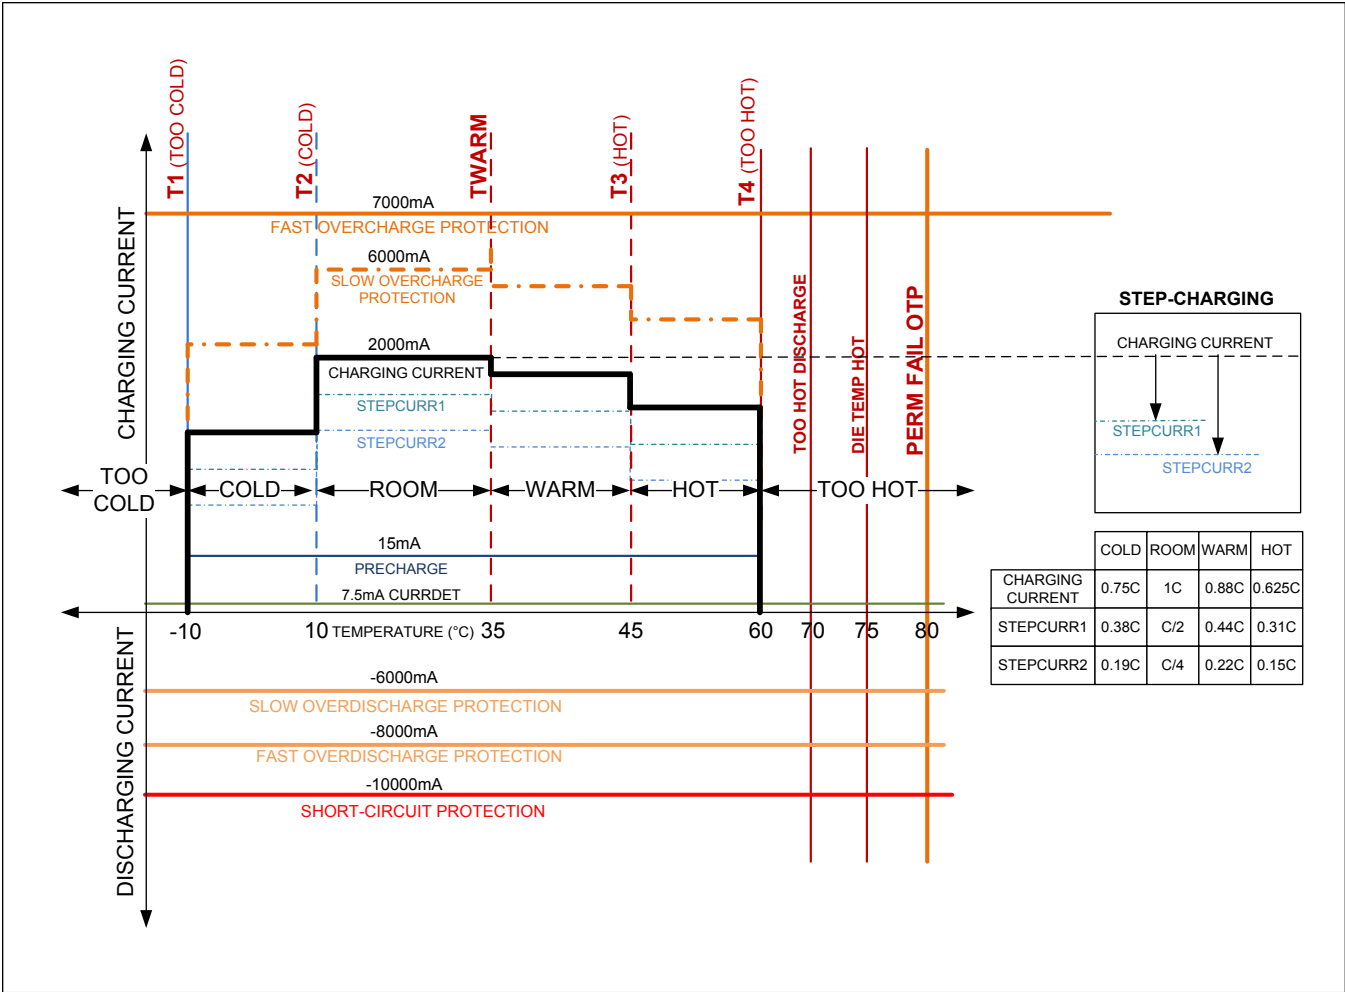 T1 (TOO COLD)
T2 (COLD)
TWARM
T3 (HOT)
T4 (TOO HOT)
CHARGING CURRENT
7000mA
FAST OVERCHARGE PROTECTION
6000mA
SLOW OVERCHARGE
PROTECTION
2000mA
CHARGING CURRENT
STEPCURR1
STEPCURR2
TOO HOT DISCHARGE
DIE TEMP HOT
PERM FAIL OTP
TOO
COLD
COLD
ROOM
WARM
HOT
TOO HOT
15mA
PRECHARGE
7.5mA CURRDET
-10
10
TEMPERATURE (°C)
35
45
60
70
75
80
DISCHARGING CURRENT
-6000mA
SLOW OVERDISCHARGE PROTECTION
-8000mA
FAST OVERDISCHARGE PROTECTION
-10000mA
SHORT-CIRCUIT PROTECTION
STEP-CHARGING
CHARGING CURRENT
STEPCURR1
STEPCURR2
COLD ROOM WARM HOT
CHARGING
CURRENT
0.75C 1C 0.88C 0.625C
STEPCURR1 0.38C C/2 0.44C 0.31C
STEPCURR2 0.19C C/4 0.22C 0.15C